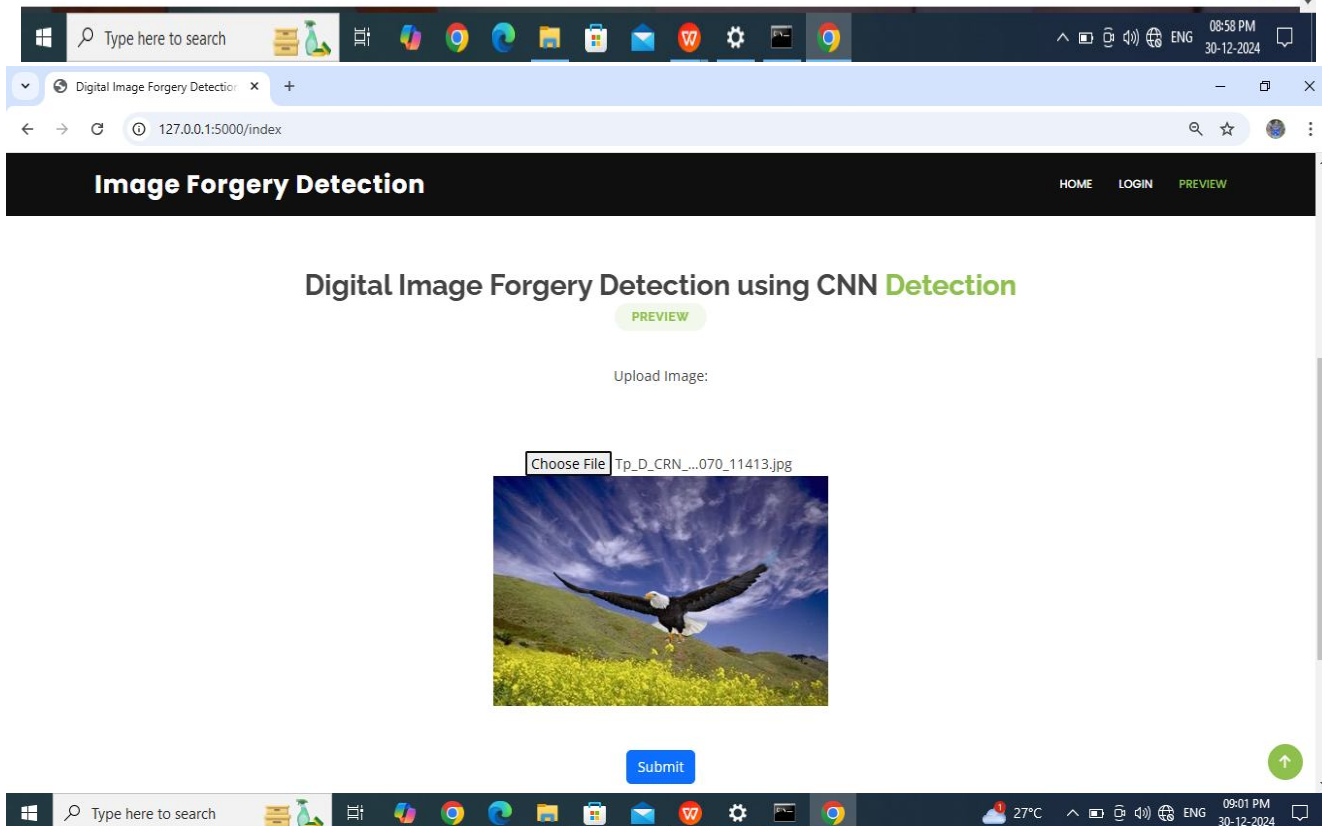 Type here to search
ENG
08:58 PM
30-12-2024
Digital Image Forgery Detection
127.0.0.1:5000/index
Image Forgery Detection
HOME LOGIN PREVIEW
Digital Image Forgery Detection using CNN Detection
PREVIEW
Upload Image:
Choose File Tp_D_CRN_...070_11413.jpg
Submit
Type here to search
1 27°C ENG
09:01 PM
30-12-2024